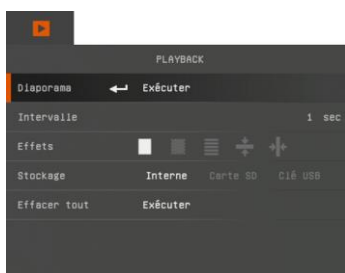 PLAYBACK
Diaporama Exécuter
Intervalle 1 sec
Effets
Stockage Interne Carte SD Clé USB
Effacer tout Exécuter